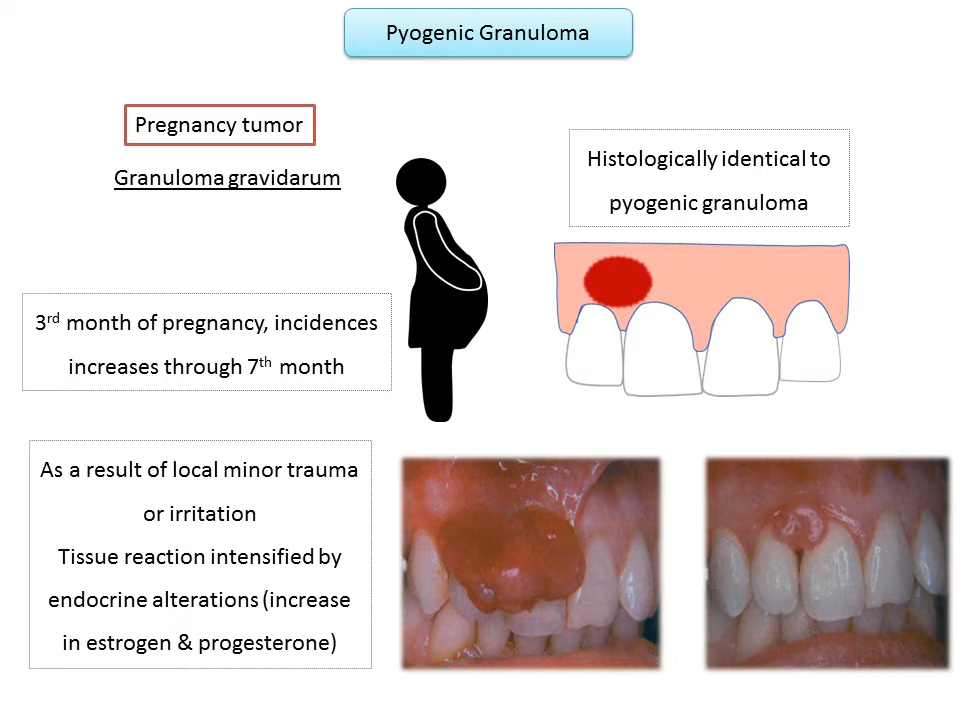 Pyogenic Granuloma
Pregnancy tumor
Granuloma gravidarum
Histologically identical to
pyogenic granuloma
3rd month of pregnancy, incidences
increases through 7th month
As a result of local minor trauma
or irritation
Tissue reaction intensified by
endocrine alterations (increase
in estrogen & progesterone)